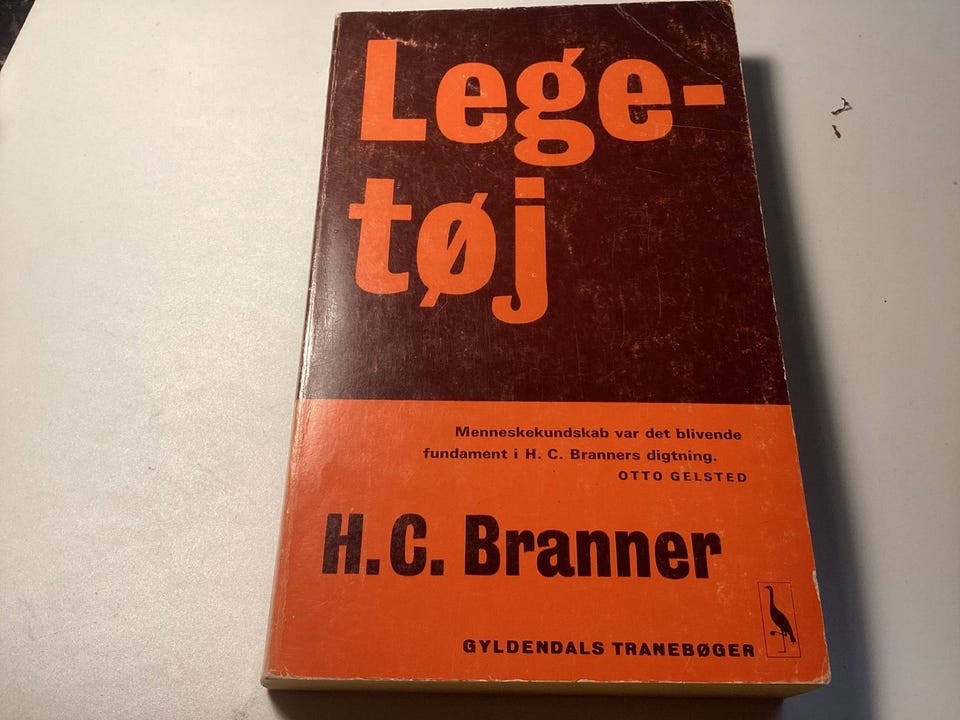 Lege-
tøj
Menneskekundskab var det blivende
fundament i H. C. Branners digtning.
OTTO GELSTED
H.C. Branner
GYLDENDALS TRANEBØGER